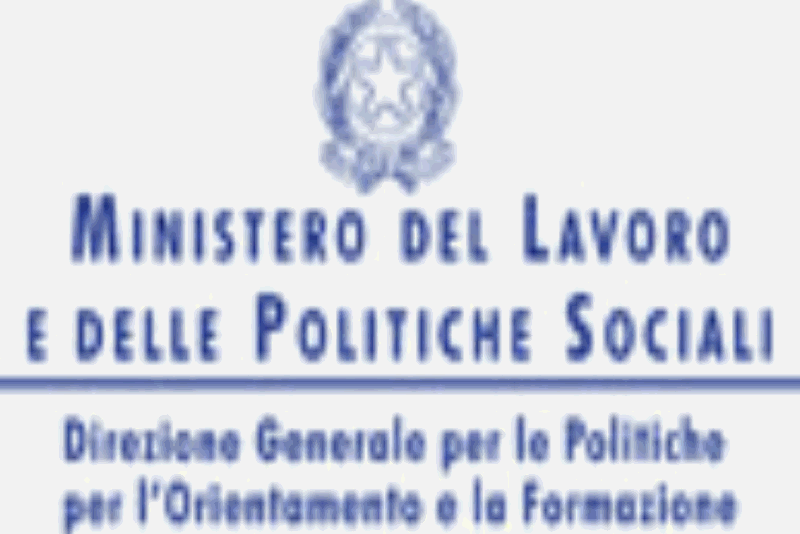 MINISTERO DEL LAVORO
E DELLE POLITICHE SOCIALI
Direzione Generale per le Politiche
per l'Orientamento e la Formazione